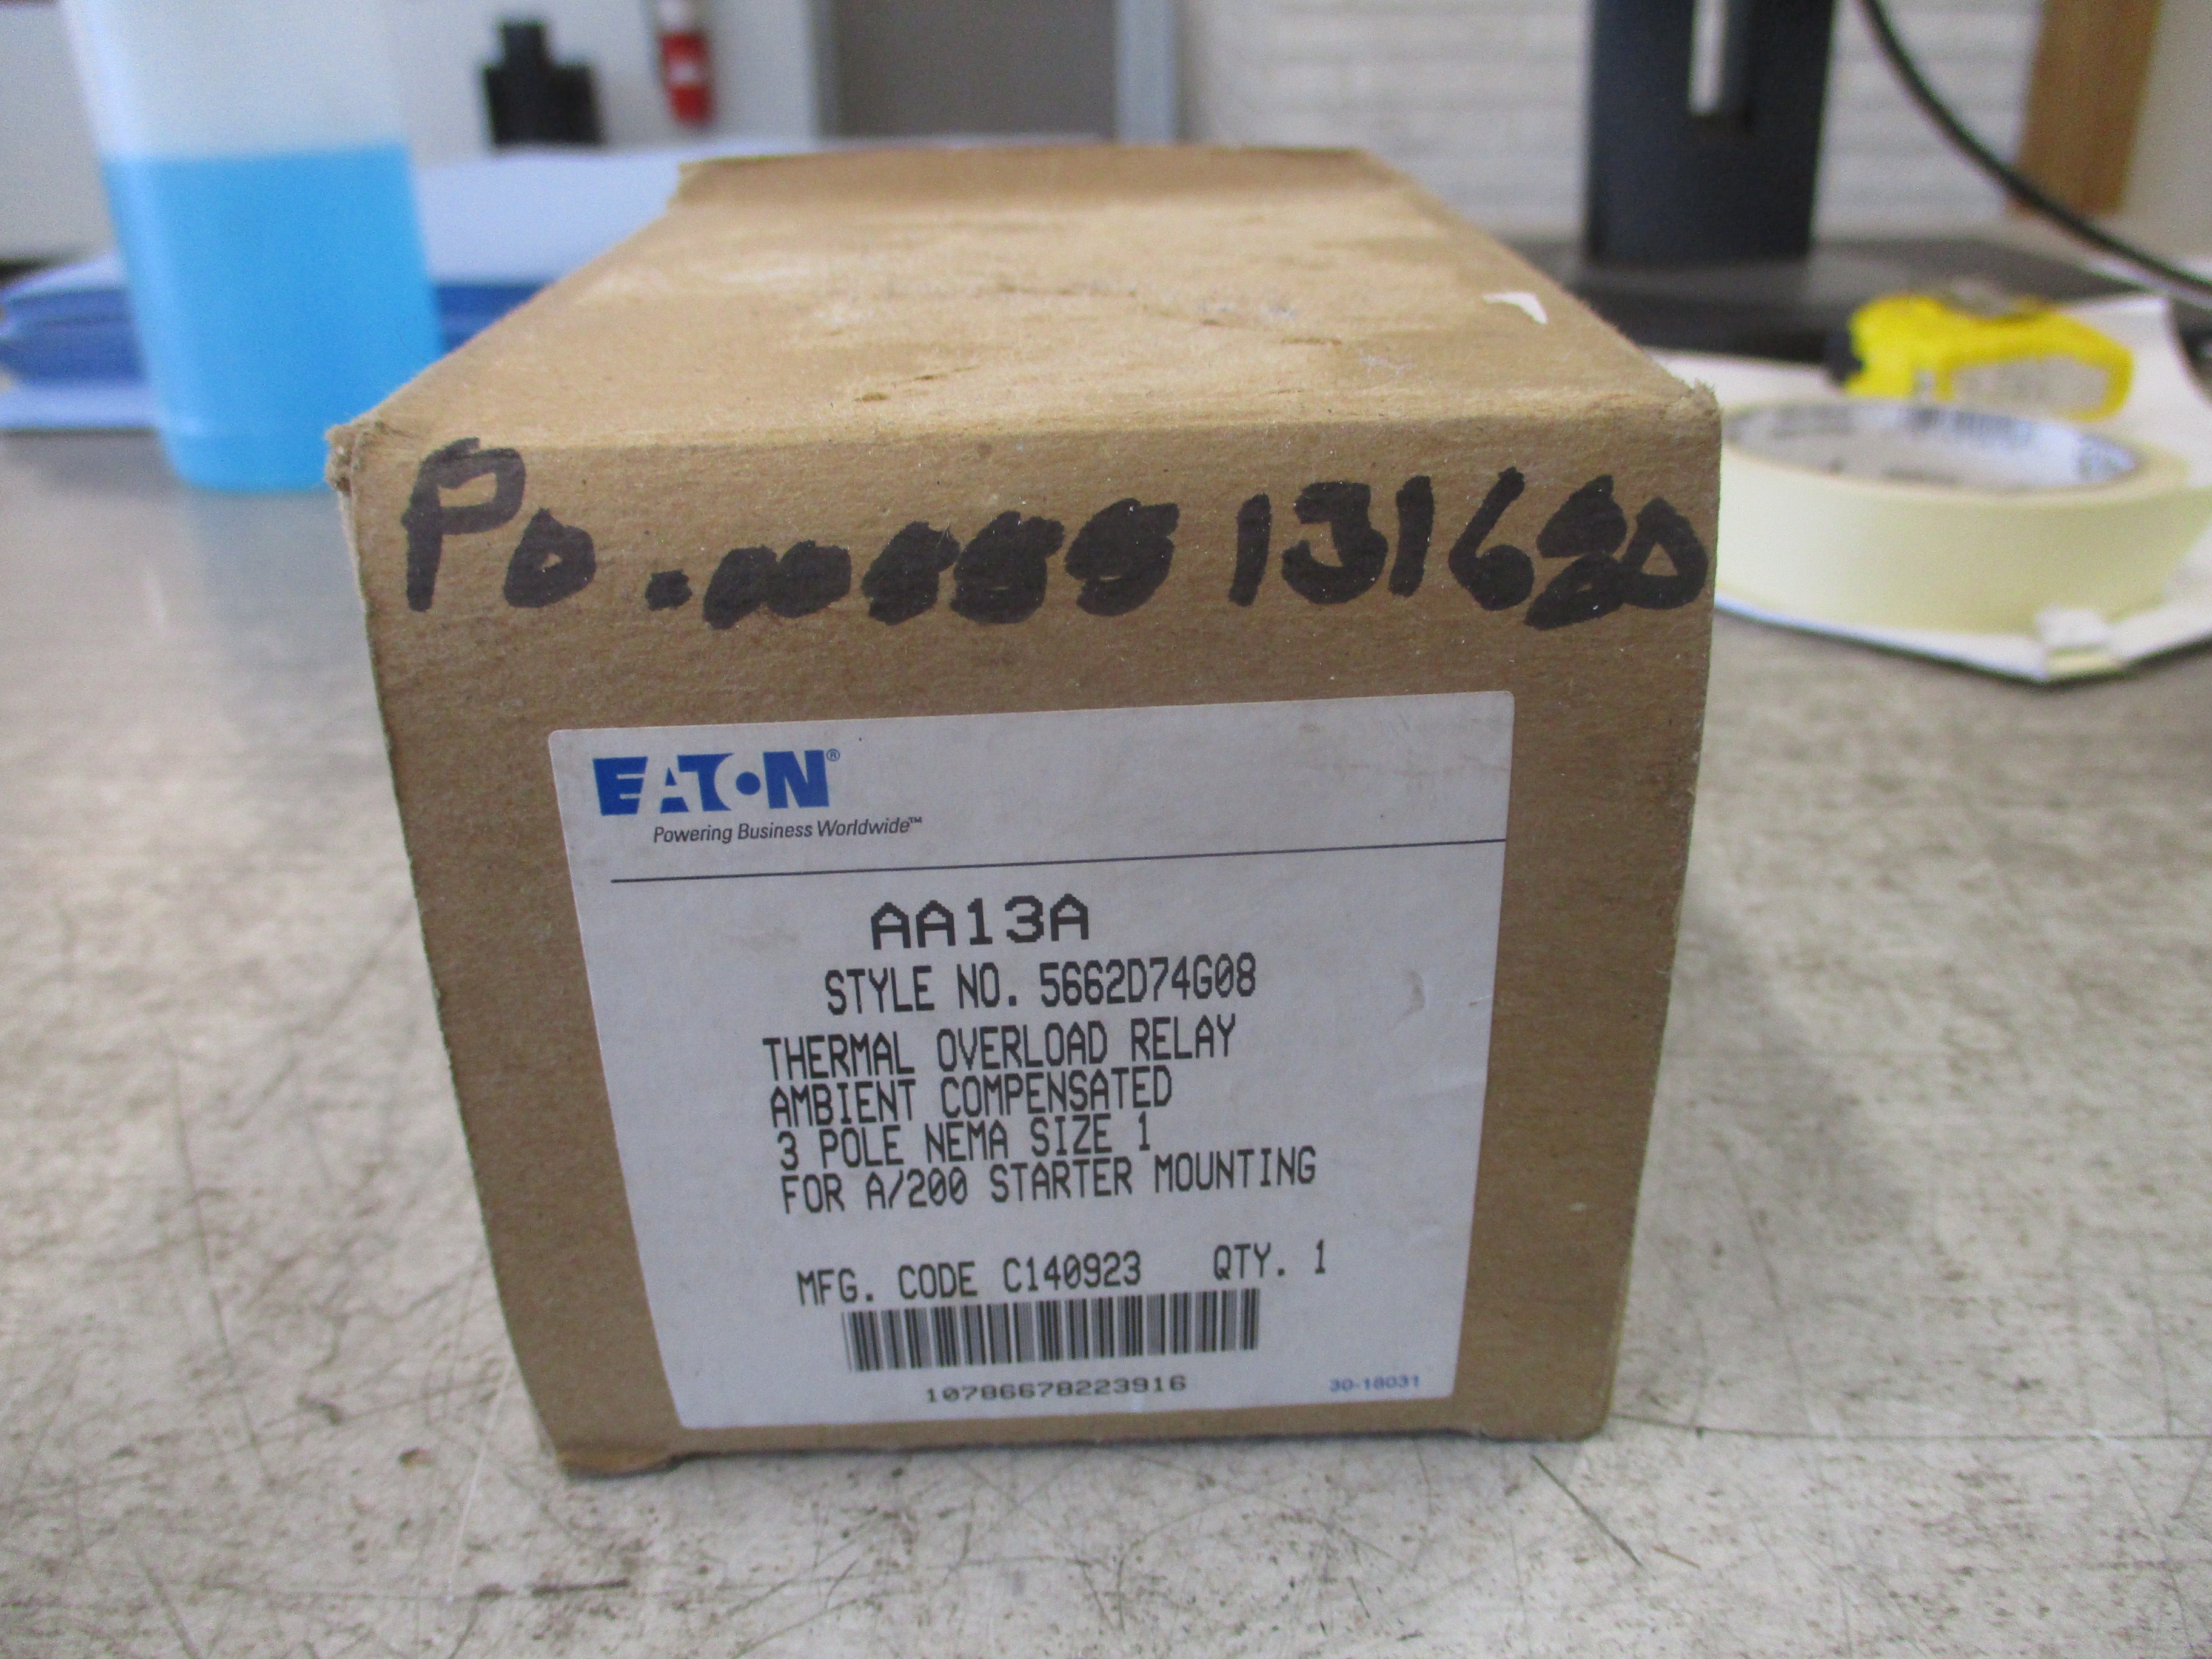 Po.
EATON®
Powering Business Worldwide™
AA13A
STYLE NO. 5662D74G08
THERMAL OVERLOAD RELAY
AMBIENT COMPENSATED
3 POLE NEMA SIZE 1
FOR A/200 STARTER MOUNTING
MFG. CODE C140923 QTY. 1
10786678223916
30-18031